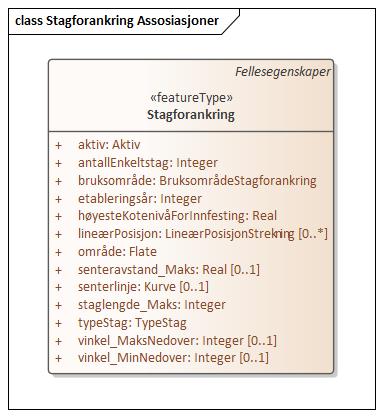 class Stagforankring Assosiasjoner
Fellesegenskaper
«featureType»
Stagforankring
+ aktiv: Aktiv
+ antallEnkeltstag: Integer
+ bruksområde: BruksområdeStagforankring
+ etableringsår: Integer
+ høyesteKotenivåForInnfesting: Real
+ lineærPosisjon: LineærPosisjonStrekning [0..*]
+ område: Flate
+ senteravstand_Maks: Real [0..1]
+ senterlinje: Kurve [0..1]
+ staglengde_Maks: Integer
+ typeStag: TypeStag
+ vinkel_MaksNedover: Integer [0..1]
+ vinkel_MinNedover: Integer [0..1]